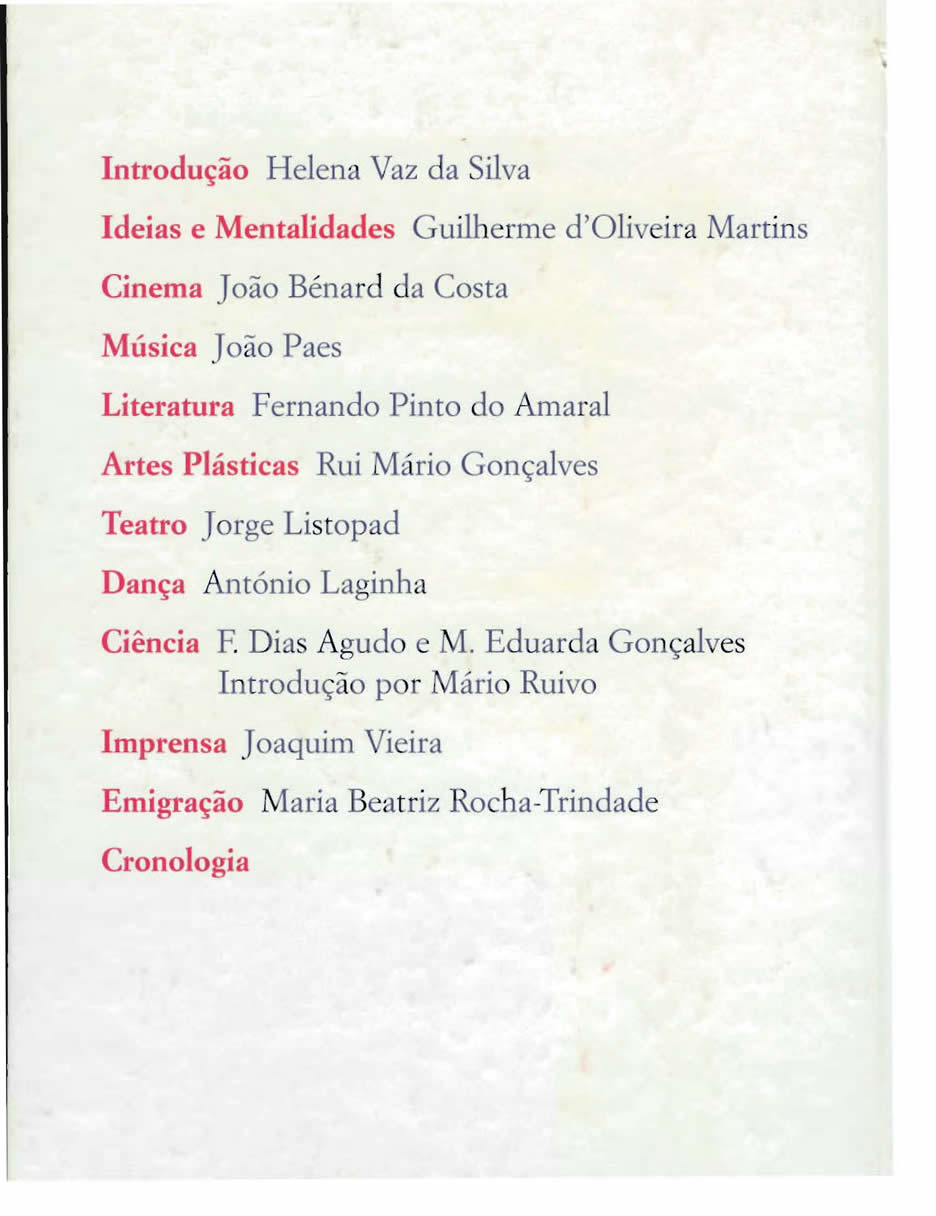 Introdução Helena Vaz da Silva
Ideias e Mentalidades Guilherme d'Oliveira Martins
Cinema João Bénard da Costa
Música João Paes
Literatura Fernando Pinto do Amaral
Artes Plásticas Rui Mário Gonçalves
Teatro Jorge Listopad
Dança António Laginha
Ciência F. Dias Agudo e M. Eduarda Gonçalves
Introdução por Mário Ruivo
Imprensa Joaquim Vieira
Emigração Maria Beatriz Rocha-Trindade
Cronologia